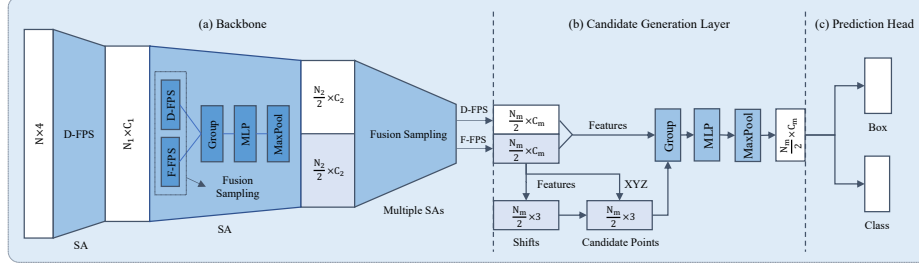 (a) Backbone
N×4
D-FPS
SA
N₁×C₁
D-FPS
F-FPS
Group
MLP
MaxPool
Fusion
Sampling
SA
N₂/2 ×C₂
N₂/2 ×C₂
Fusion Sampling
Multiple SAs
D-FPS
F-FPS
(b) Candidate Generation Layer
Nₘ/2 ×Cₘ
Nₘ/2 ×Cₘ
Features
Features
XYZ
Nₘ/2 ×3
Shifts
Nₘ/2 ×3
Candidate Points
Group
MLP
MaxPool
Nₘ/2 ×Cₘ
(c) Prediction Head
Box
Class